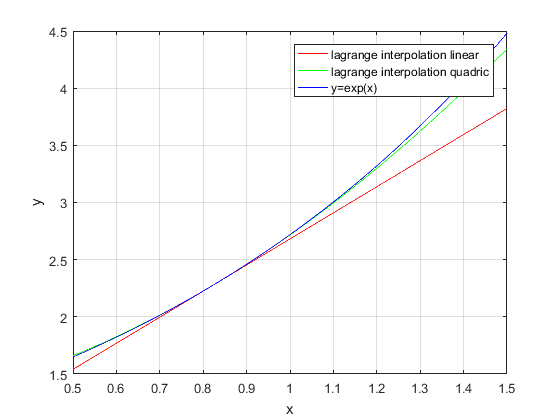 4.5
4
3.5
3
2.5
2
1.5
y
lagrange interpolation linear
lagrange interpolation quadric
y=exp(x)
0.5 0.6 0.7 0.8 0.9 1 1.1 1.2 1.3 1.4 1.5
x